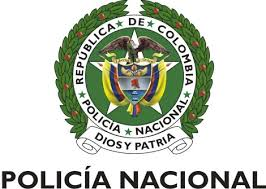 REPÚBLICA DE COLOMBIA
POLICÍA NACIONAL
DIOS Y PATRIA
POLICÍA NACIONAL